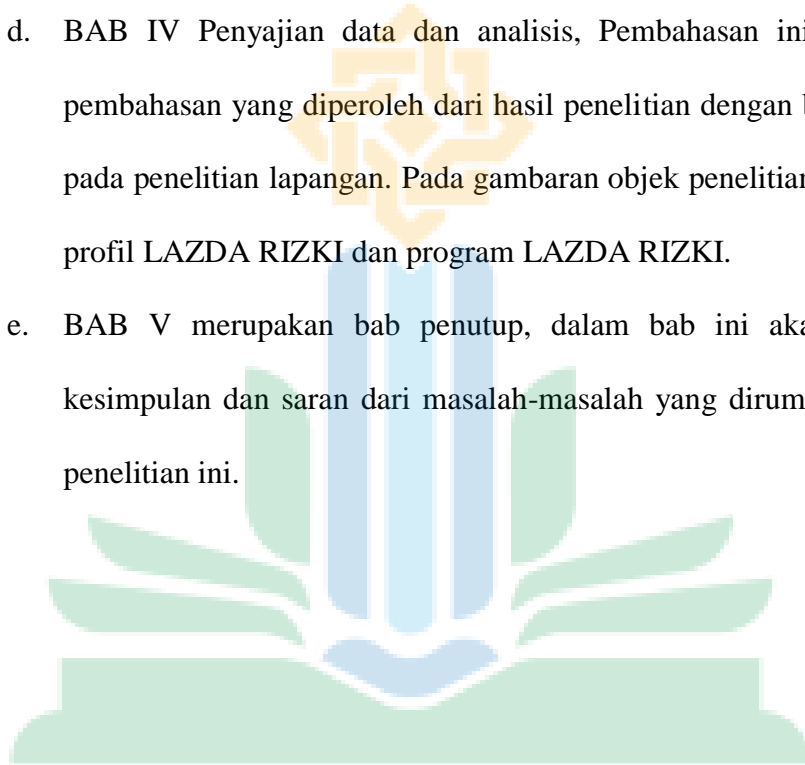 d. BAB IV Penyajian data dan analisis, Pembahasan ini
pembahasan yang diperoleh dari hasil penelitian dengan
pada penelitian lapangan. Pada gambaran objek penelitian
profil LAZDA RIZKI dan program LAZDA RIZKI.
e. BAB V merupakan bab penutup, dalam bab ini
kesimpulan dan saran dari masalah-masalah yang
penelitian ini.